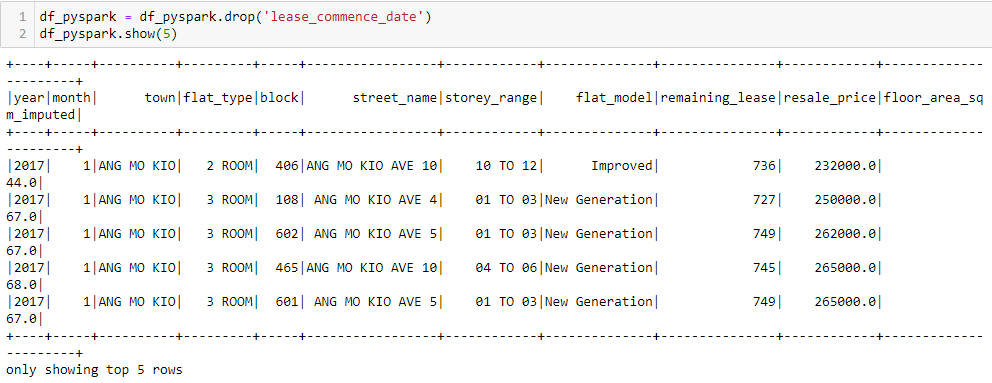 1 df_pyspark = df_pyspark.drop('lease_commence_date')
2 df_pyspark.show(5)
+----+-----+----------+---------+-----+-----------------+------------+--------------+---------------+------------+-------------
---------+
|year|month|      town|flat_type|block|      street_name|storey_range|    flat_model|remaining_lease|resale_price|floor_area_sq
m_imputed|
+----+-----+----------+---------+-----+-----------------+------------+--------------+---------------+------------+-------------
---------+
|2017|    1|ANG MO KIO|   2 ROOM|  406|ANG MO KIO AVE 10|    10 TO 12|      Improved|            736|    232000.0|
44.0|
|2017|    1|ANG MO KIO|   3 ROOM|  108| ANG MO KIO AVE 4|    01 TO 03|New Generation|            727|    250000.0|
67.0|
|2017|    1|ANG MO KIO|   3 ROOM|  602| ANG MO KIO AVE 5|    01 TO 03|New Generation|            749|    262000.0|
67.0|
|2017|    1|ANG MO KIO|   3 ROOM|  465|ANG MO KIO AVE 10|    04 TO 06|New Generation|            745|    265000.0|
68.0|
|2017|    1|ANG MO KIO|   3 ROOM|  601| ANG MO KIO AVE 5|    01 TO 03|New Generation|            749|    265000.0|
67.0|
+----+-----+----------+---------+-----+-----------------+------------+--------------+---------------+------------+-------------
---------+
only showing top 5 rows